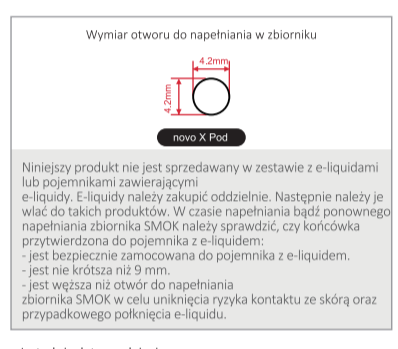 Wymiar otworu do napełniania w zbiorniku
4.2mm
4.2mm
novo X Pod
Niniejszy produkt nie jest sprzedawany w zestawie z e-liquidami
lub pojemnikami zawierającymi
e-liquidy. E-liquidy należy zakupić oddzielnie. Następnie należy je
wlać do takich produktów. W czasie napełniania bądź ponownego
napełniania zbiornika SMOK należy sprawdzić, czy końcówka
przytwierdzona do pojemnika z e-liquidem:
- jest bezpiecznie zamocowana do pojemnika z e-liquidem.
- jest nie krótsza niż 9 mm.
- jest węższa niż otwór do napełniania
zbiornika SMOK w celu uniknięcia ryzyka kontaktu ze skórą oraz
przypadkowego połknięcia e-liquidu.